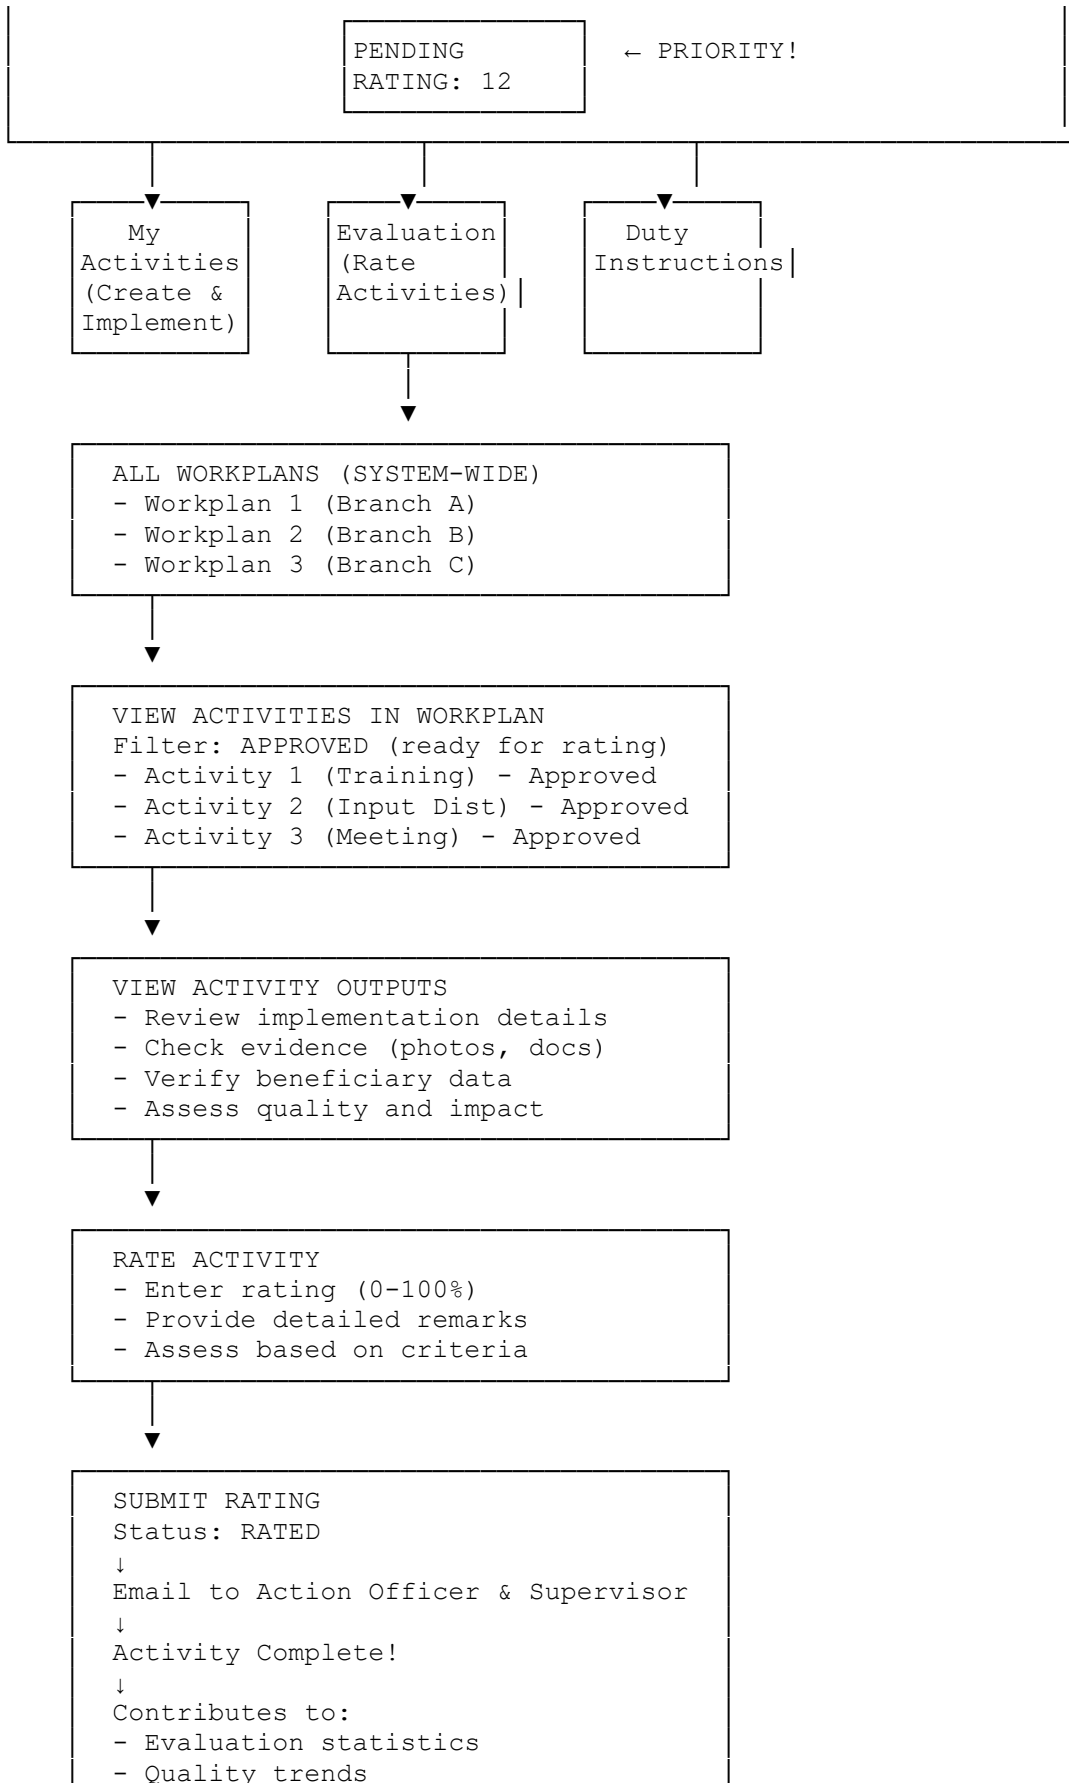 PENDING ← PRIORITY!
RATING: 12
My
Activities
(Create &
Implement)
Evaluation
(Rate
Activities)
Duty
Instructions
ALL WORKPLANS (SYSTEM-WIDE)
- Workplan 1 (Branch A)
- Workplan 2 (Branch B)
- Workplan 3 (Branch C)
VIEW ACTIVITIES IN WORKPLAN
Filter: APPROVED (ready for rating)
- Activity 1 (Training) - Approved
- Activity 2 (Input Dist) - Approved
- Activity 3 (Meeting) - Approved
VIEW ACTIVITY OUTPUTS
- Review implementation details
- Check evidence (photos, docs)
- Verify beneficiary data
- Assess quality and impact
RATE ACTIVITY
- Enter rating (0-100%)
- Provide detailed remarks
- Assess based on criteria
SUBMIT RATING
Status: RATED
↓
Email to Action Officer & Supervisor
↓
Activity Complete!
↓
Contributes to:
- Evaluation statistics
- Quality trends